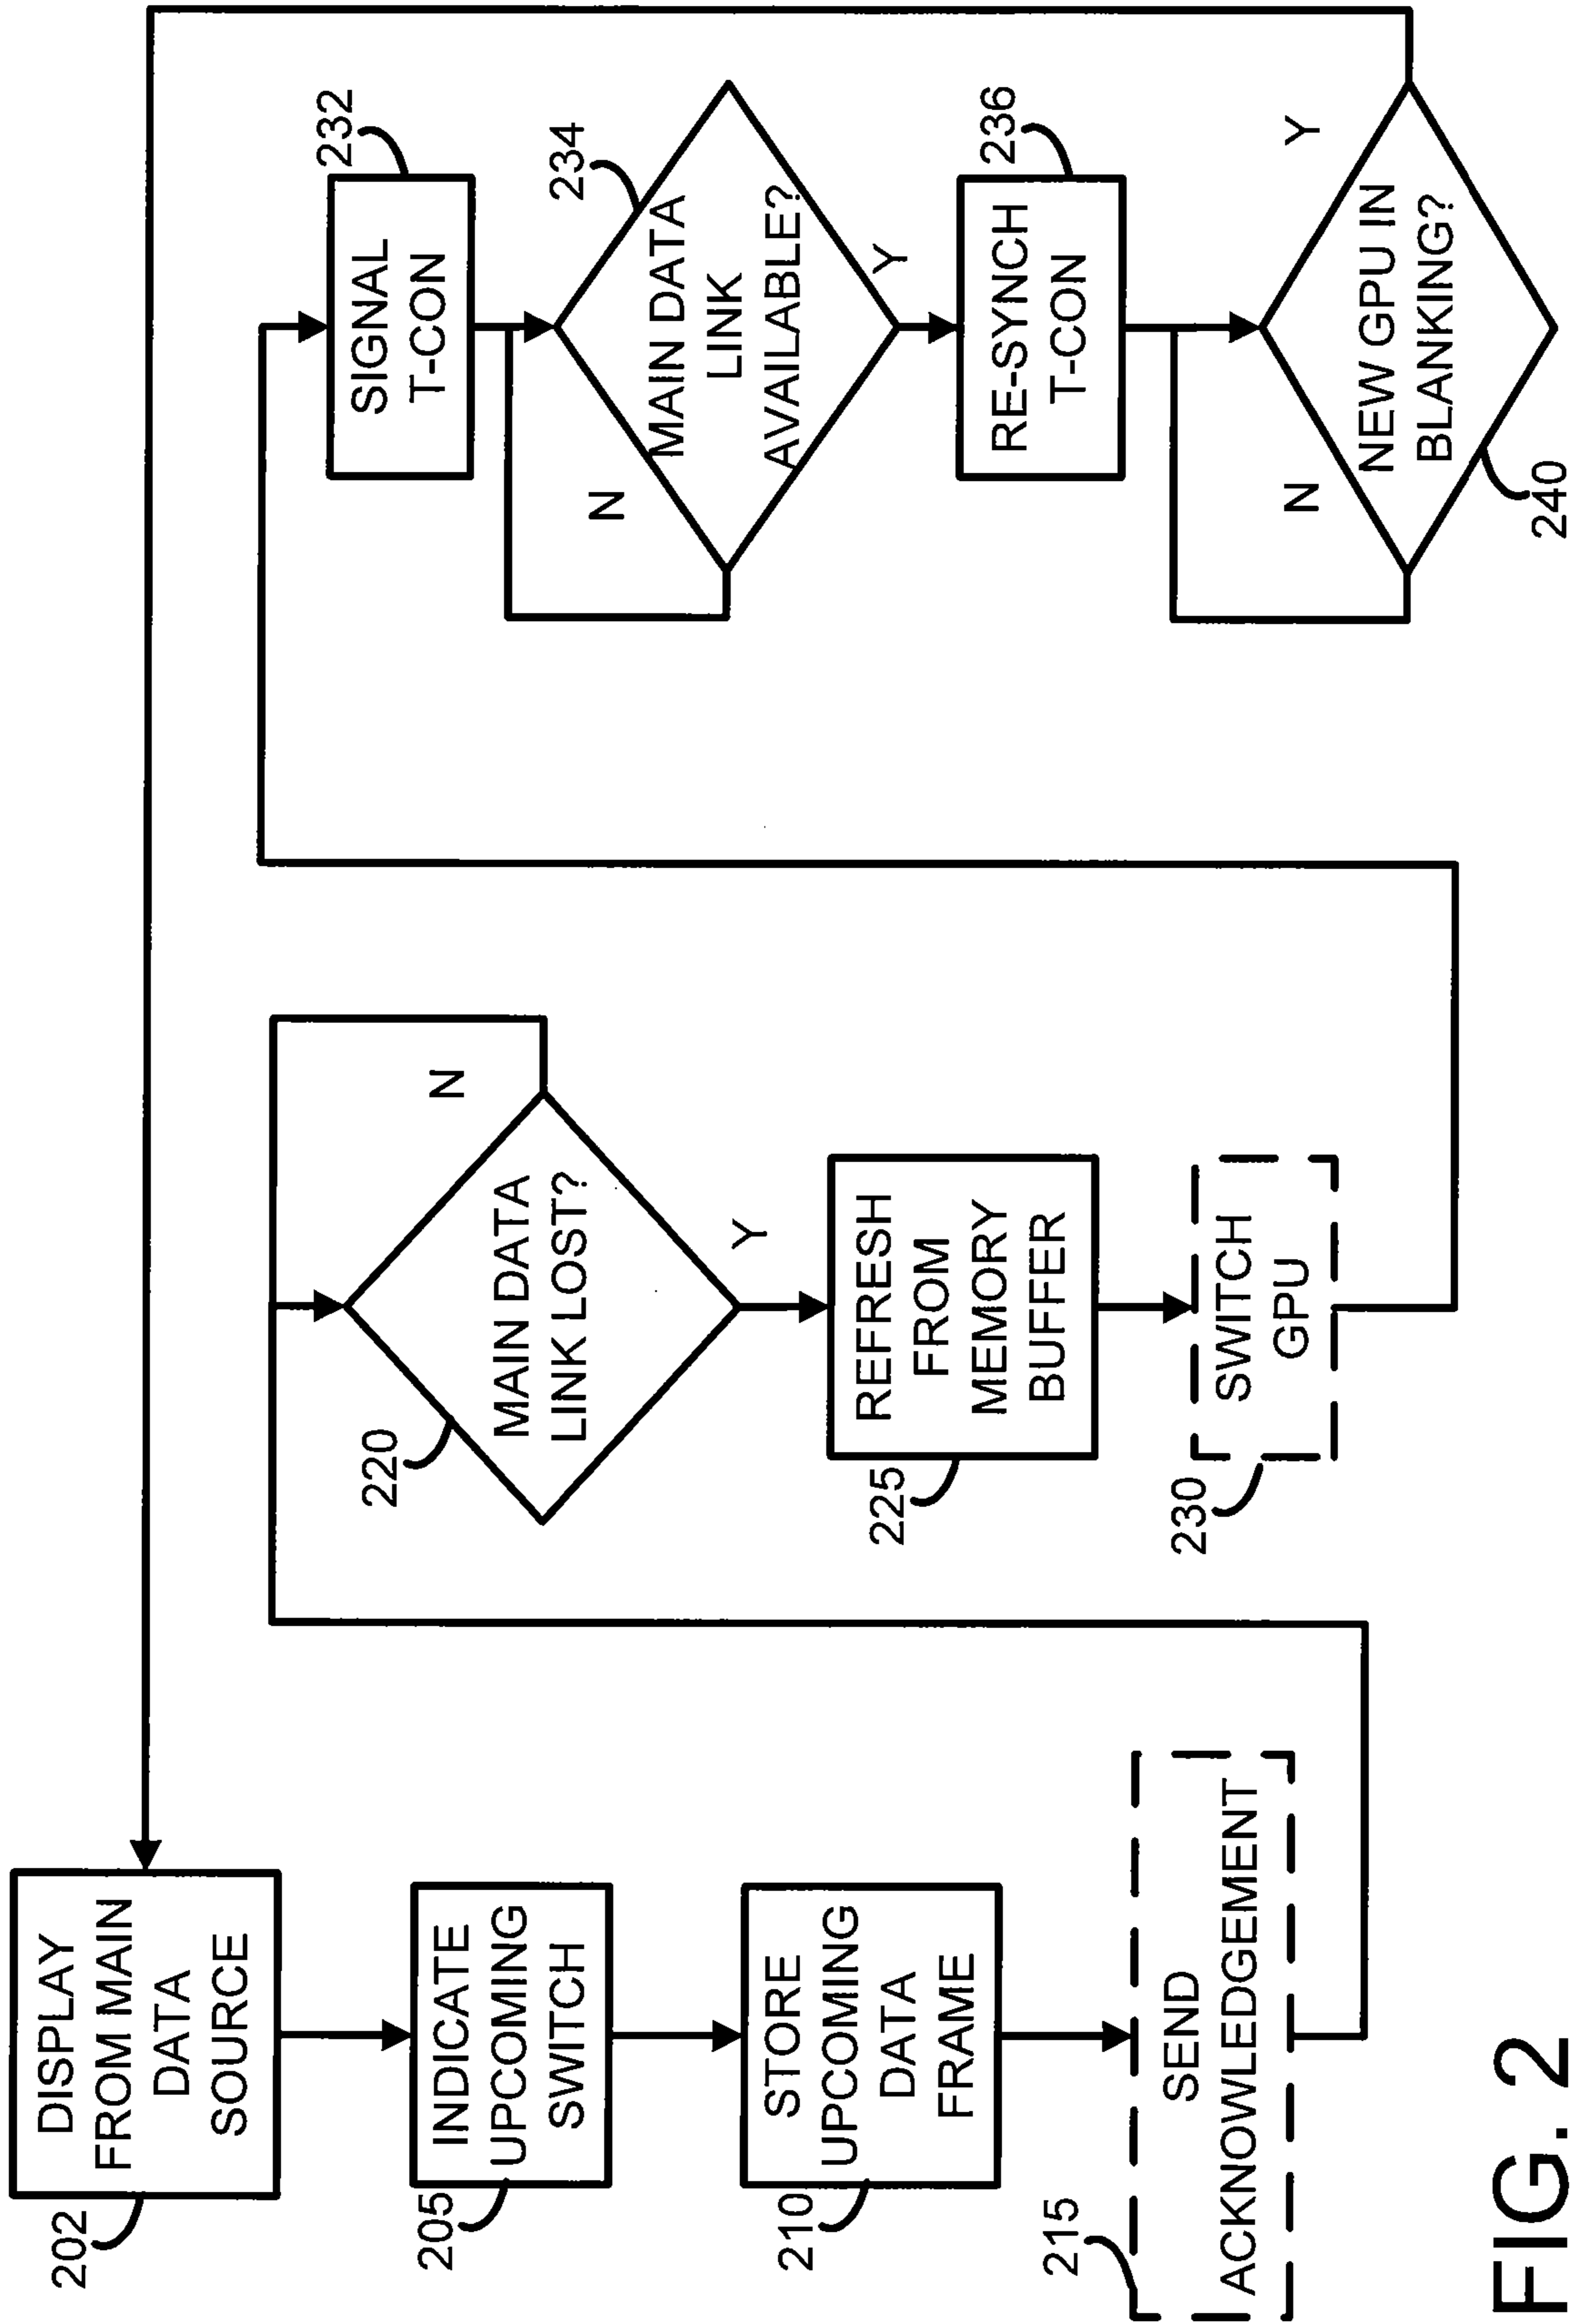 DISPLAY
FROM MAIN
DATA
SOURCE
202
INDICATE
UPCOMING
SWITCH
205
STORE
UPCOMING
DATA
FRAME
210
SEND
ACKNOWLEDGEMENT
215
MAIN DATA
LINK LOST?
220
N
Y
REFRESH
FROM
MEMORY
BUFFER
225
SWITCH
GPU
230
SIGNAL
T-CON
232
MAIN DATA
LINK
AVAILABLE?
234
N
Y
RE-SYNCH
T-CON
236
NEW GPU IN
BLANKING?
240
N
Y
FIG. 2